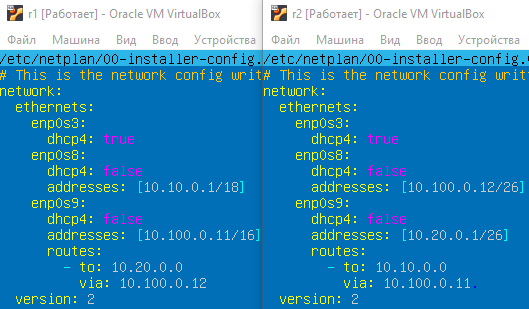 r1 [Работает] - Oracle VM VirtualBox
Файл Машина Вид Ввод Устройства
/etc/netplan/00-installer-config.
# This is the network config writ
network:
ethernets:
enp0s3:
dhcp4: true
enp0s8:
dhcp4: false
addresses: [10.10.0.1/18]
enp0s9:
dhcp4: false
addresses: [10.100.0.11/16]
routes:
- to: 10.20.0.0
via: 10.100.0.12
version: 2
r2 [Работает] - Oracle VM VirtualBox
Файл Машина Вид Ввод Устройства
/etc/netplan/00-installer-config.
# This is the network config writ
network:
ethernets:
enp0s3:
dhcp4: true
enp0s8:
dhcp4: false
addresses: [10.100.0.12/26]
enp0s9:
dhcp4: false
addresses: [10.20.0.1/26]
routes:
- to: 10.10.0.0
via: 10.100.0.11.
version: 2